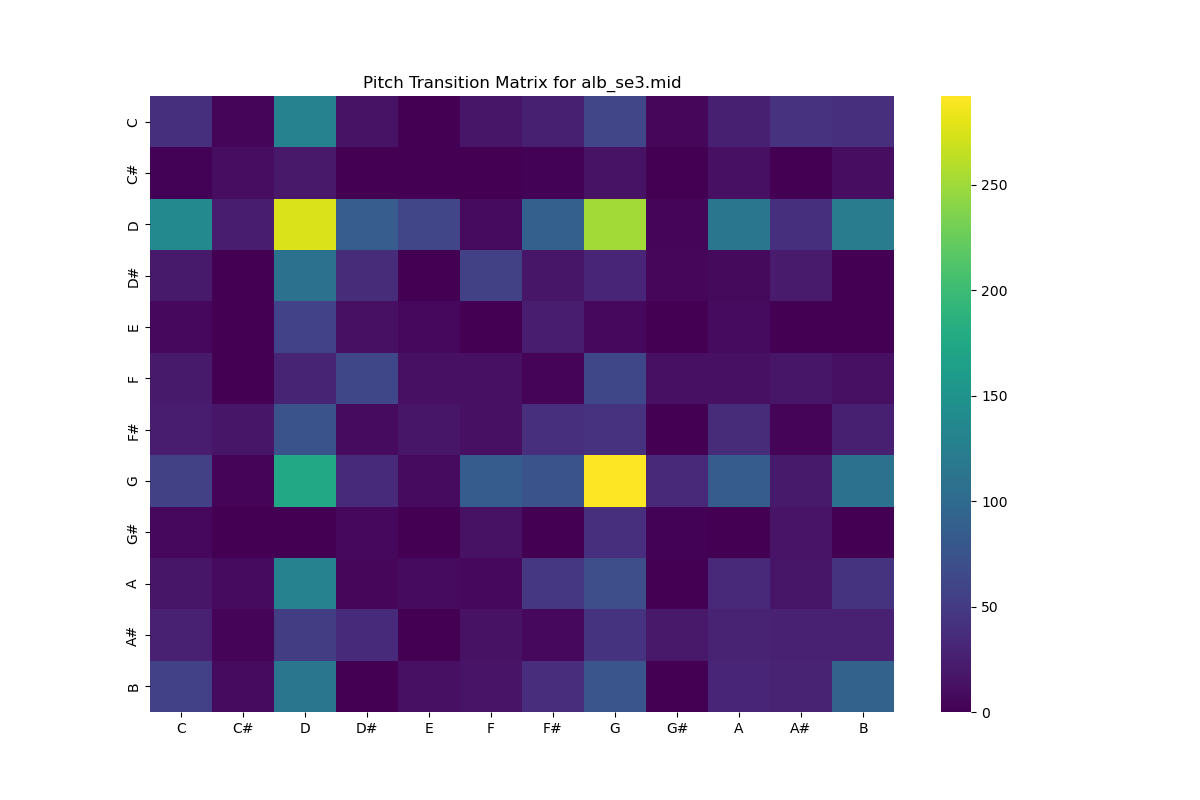 Pitch Transition Matrix for alb_se3.mid
C
C#
D
D#
E
F
F#
G
G#
A
A#
B
C C# D D# E F F# G G# A A# B
250
200
150
100
50
0